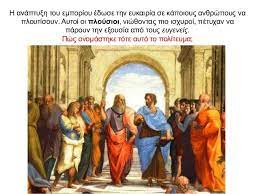 Η ανάπτυξη του εμπορίου έδωσε την ευκαιρία σε κάποιους ανθρώπους να
πλουτίσουν. Αυτοί οι πλούσιοι, νιώθοντας πιο ισχυροί, πέτυχαν να
πάρουν την εξουσία από τους ευγενείς.
Πώς ονομάστηκε τότε αυτό το πολίτευμα;